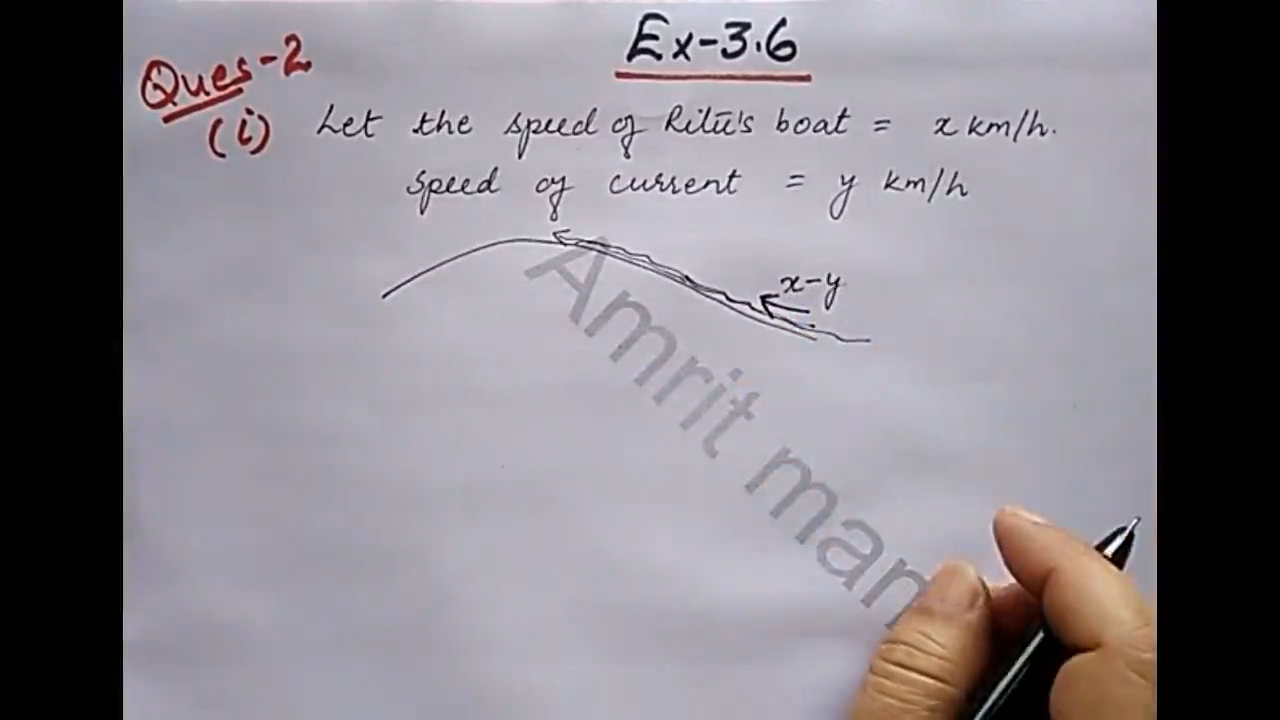 Ex-3.6
Ques-2
(i) Let the speed of Ritu's boat = x km/h.
speed of current = y km/h
x-y
Amrit man